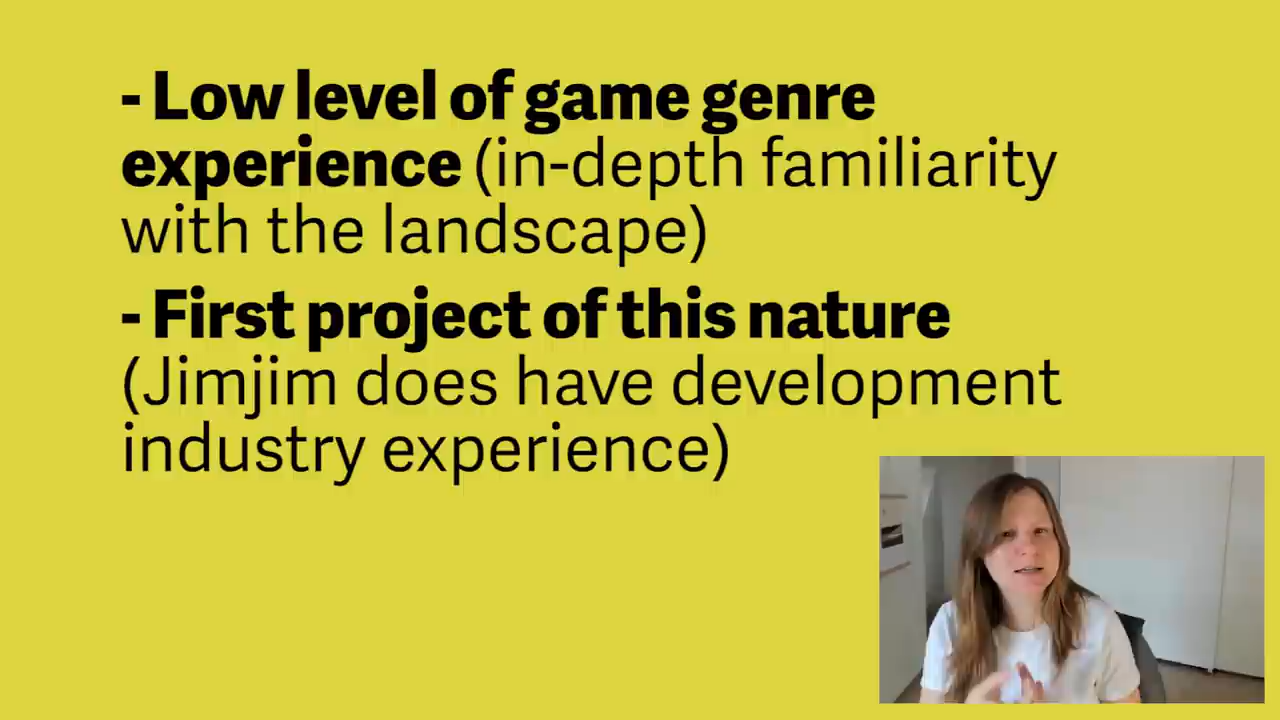 - Low level of game genre
experience (in-depth familiarity
with the landscape)
- First project of this nature
(Jimjim does have development
industry experience)